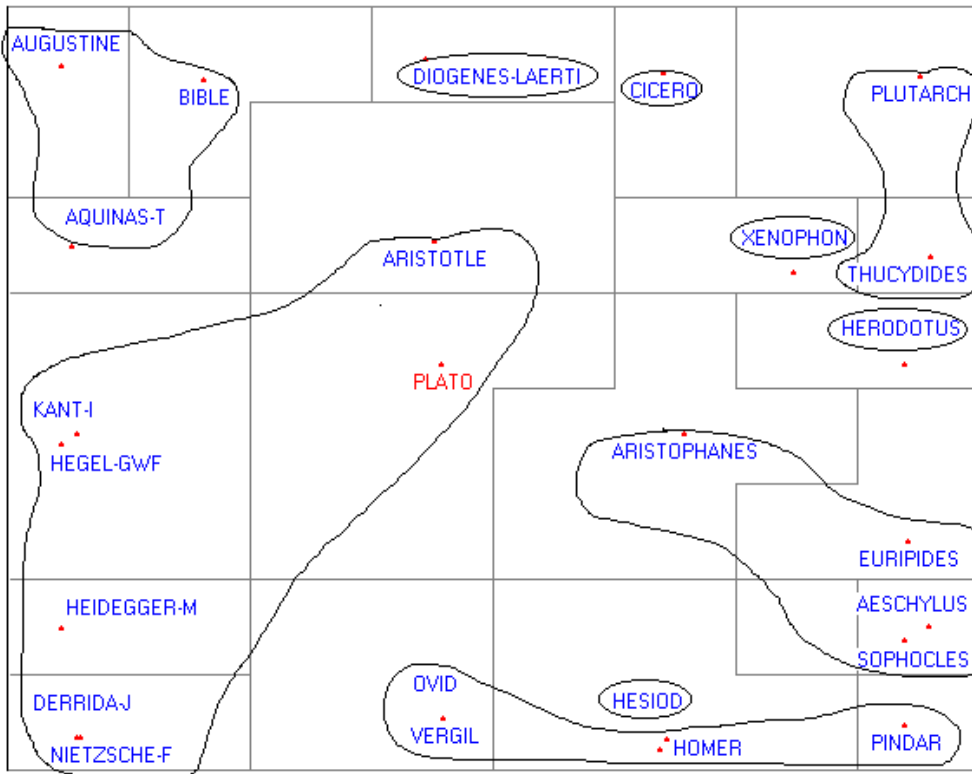 AUGUSTINE
BIBLE
DIOGENES-LAERTI
CICERO
PLUTARCH
AQUINAS-T
ARISTOTLE
XENOPHON
THUCYDIDES
HERODOTUS
PLATO
KANT-I
HEGEL-GWF
ARISTOPHANES
EURIPIDES
HEIDEGGER-M
AESCHYLUS
SOPHOCLES
DERRIDA-J
OVID
HESIOD
NIETZSCHE-F
VERGIL
HOMER
PINDAR